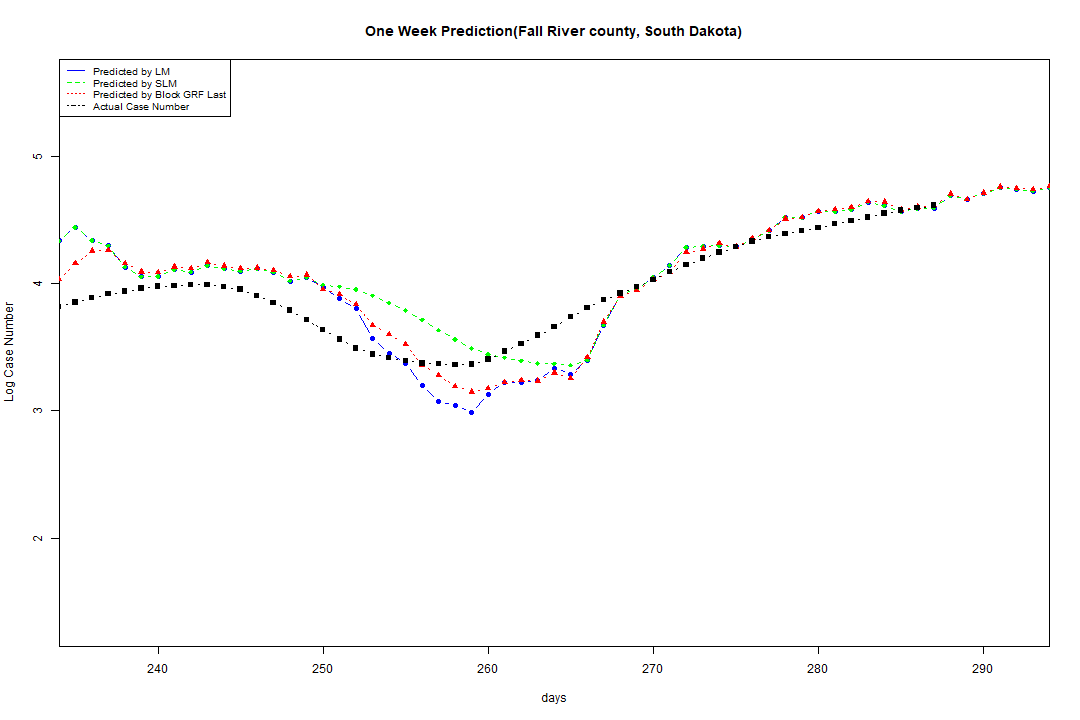 One Week Prediction(Fall River county, South Dakota)
Predicted by LM
Predicted by SLM
Predicted by Block GRF Last
Actual Case Number
5
4
3
2
Log Case Number
240 250 260 270 280 290
days